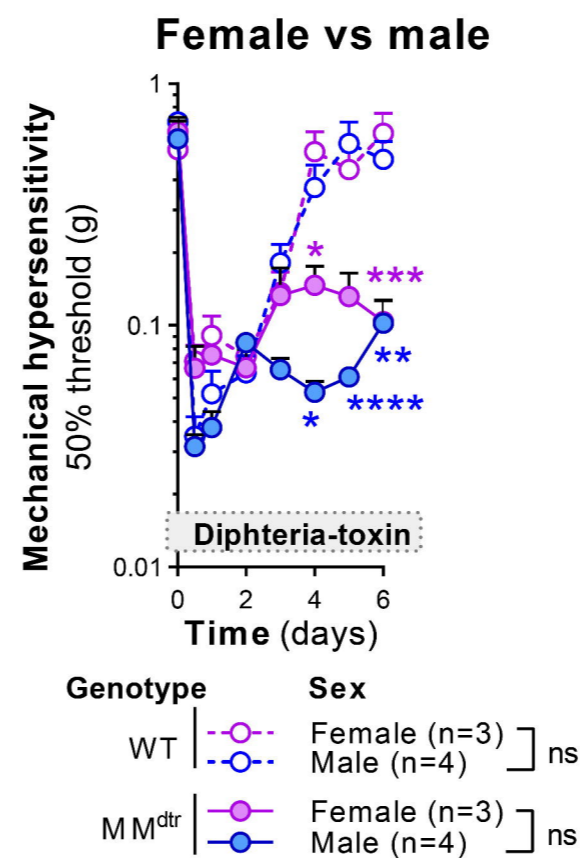 Female vs male
Mechanical hypersensitivity
50% threshold (g)
1
0.1
0.01
*
***
**
****
*
Diphteria-toxin
0 2 4 6
Time (days)
Genotype Sex
WT
Female (n=3)
Male (n=4)
ns
MMdtr
Female (n=3)
Male (n=4)
ns